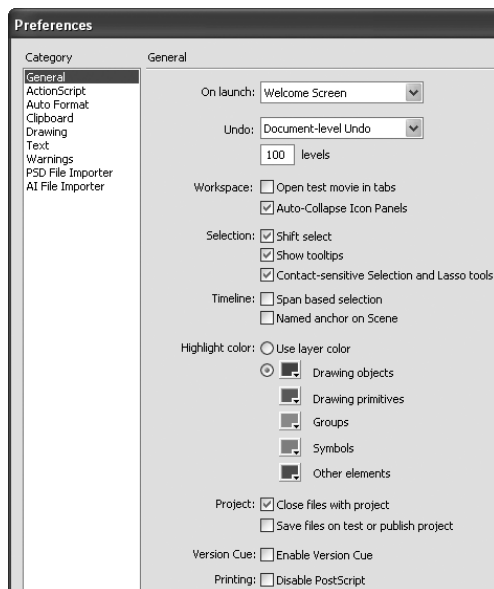 Preferences
Category
General
ActionScript
Auto Format
Clipboard
Drawing
Text
Warnings
PSD File Importer
AI File Importer
General
On launch: Welcome Screen
Undo: Document-level Undo
100 levels
Workspace: Open test movie in tabs
Auto-Collapse Icon Panels
Selection: Shift select
Show tooltips
Contact-sensitive Selection and Lasso tools
Timeline: Span based selection
Named anchor on Scene
Highlight color: Use layer color
Drawing objects
Drawing primitives
Groups
Symbols
Other elements
Project: Close files with project
Save files on test or publish project
Version Cue: Enable Version Cue
Printing: Disable PostScript